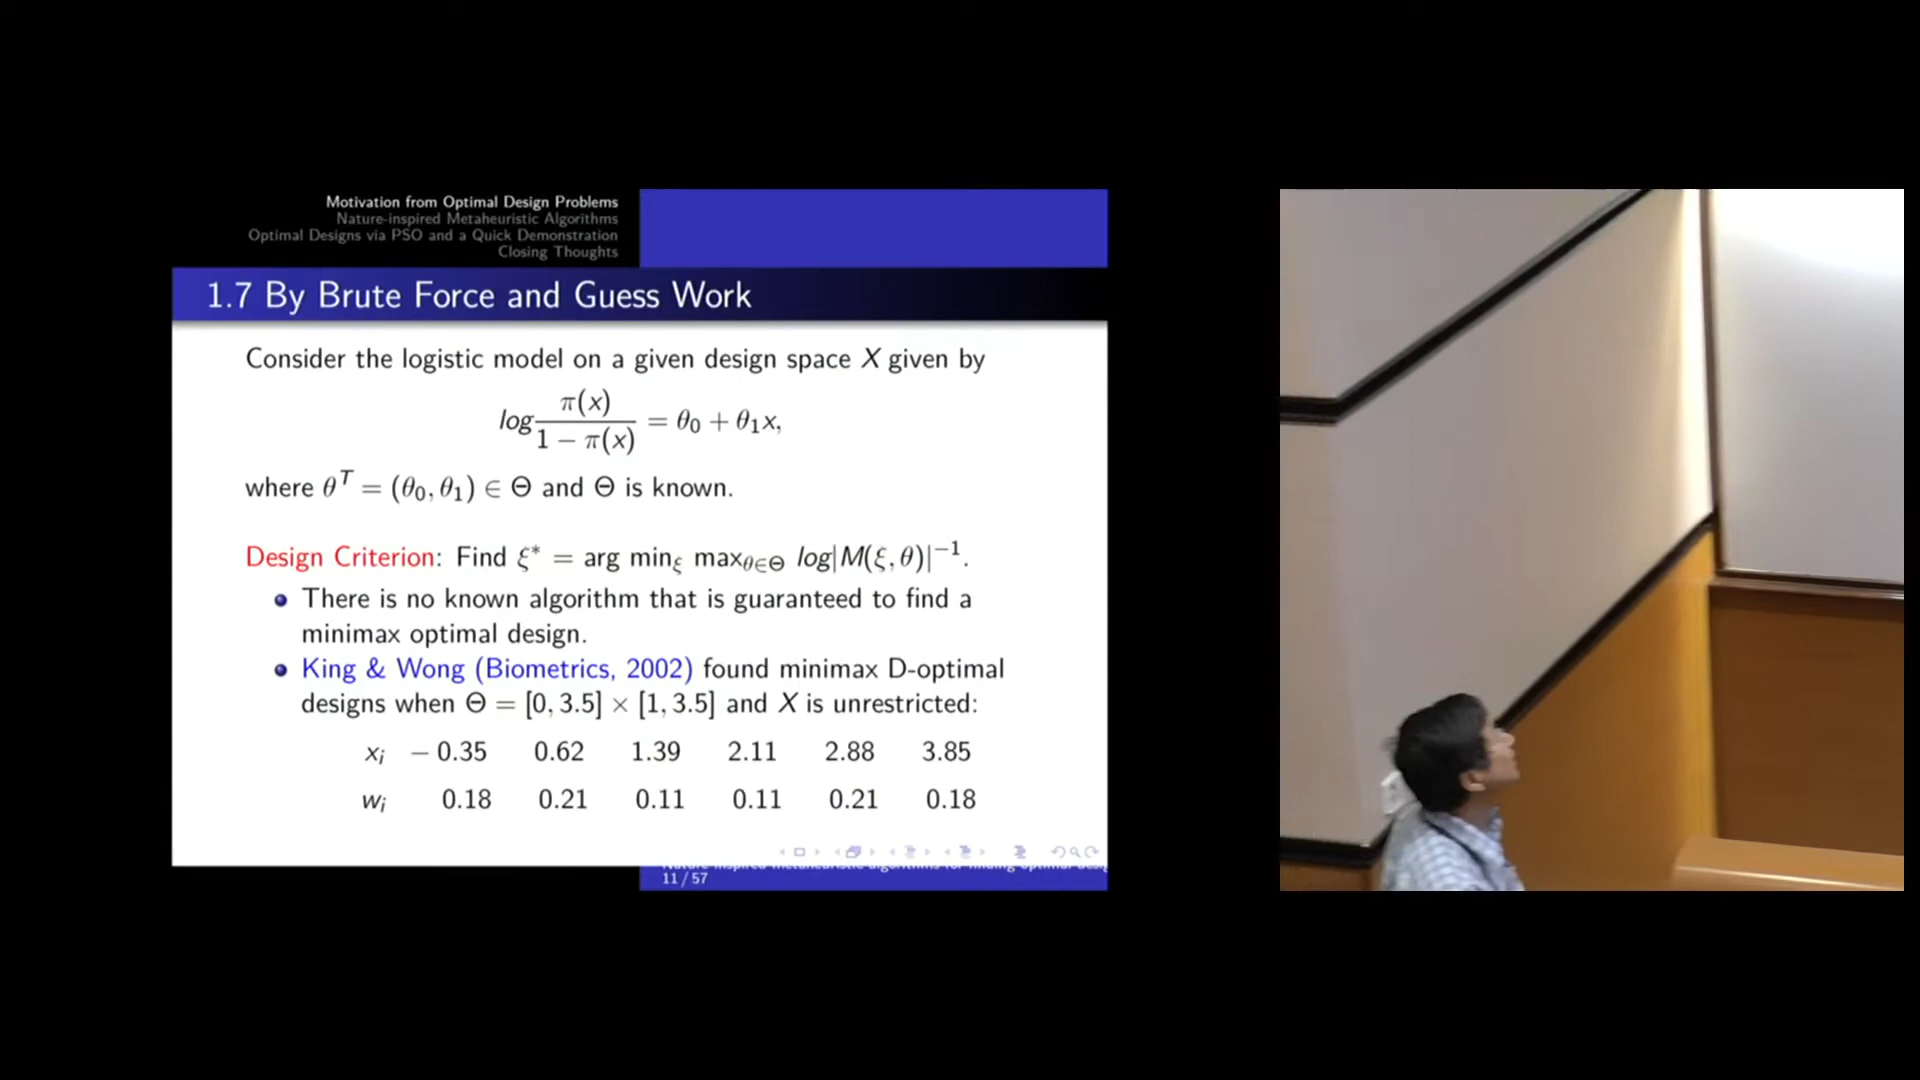 Motivation from Optimal Design Problems
Nature-inspired Metaheuristic Algorithms
Optimal Designs via PSO and a Quick Demonstration
Closing Thoughts
1.7 By Brute Force and Guess Work
Consider the logistic model on a given design space X given by
log π(x) / 1 − π(x) = θ₀ + θ₁x,
where θᵀ = (θ₀, θ₁) ∈ Θ and Θ is known.
Design Criterion: Find ξ* = arg min_ξ max_θ∈Θ log|M(ξ, θ)|⁻¹.
There is no known algorithm that is guaranteed to find a
minimax optimal design.
King & Wong (Biometrics, 2002) found minimax D-optimal
designs when Θ = [0, 3.5] × [1, 3.5] and X is unrestricted:
xᵢ − 0.35 0.62 1.39 2.11 2.88 3.85
wᵢ 0.18 0.21 0.11 0.11 0.21 0.18
11 / 57